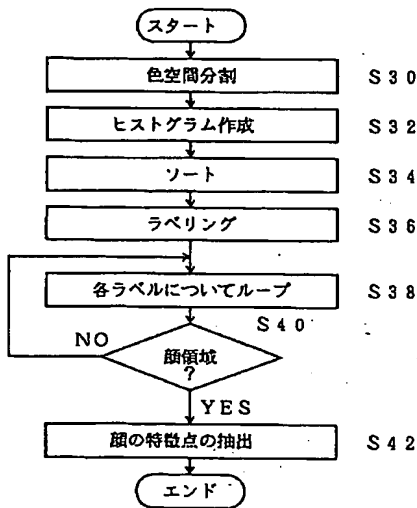 スタート
色空間分割 S30
ヒストグラム作成 S32
ソート S34
ラベリング S36
各ラベルについてループ S38
S40
NO
顔領域
?
YES
顔の特徴点の抽出 S42
エンド